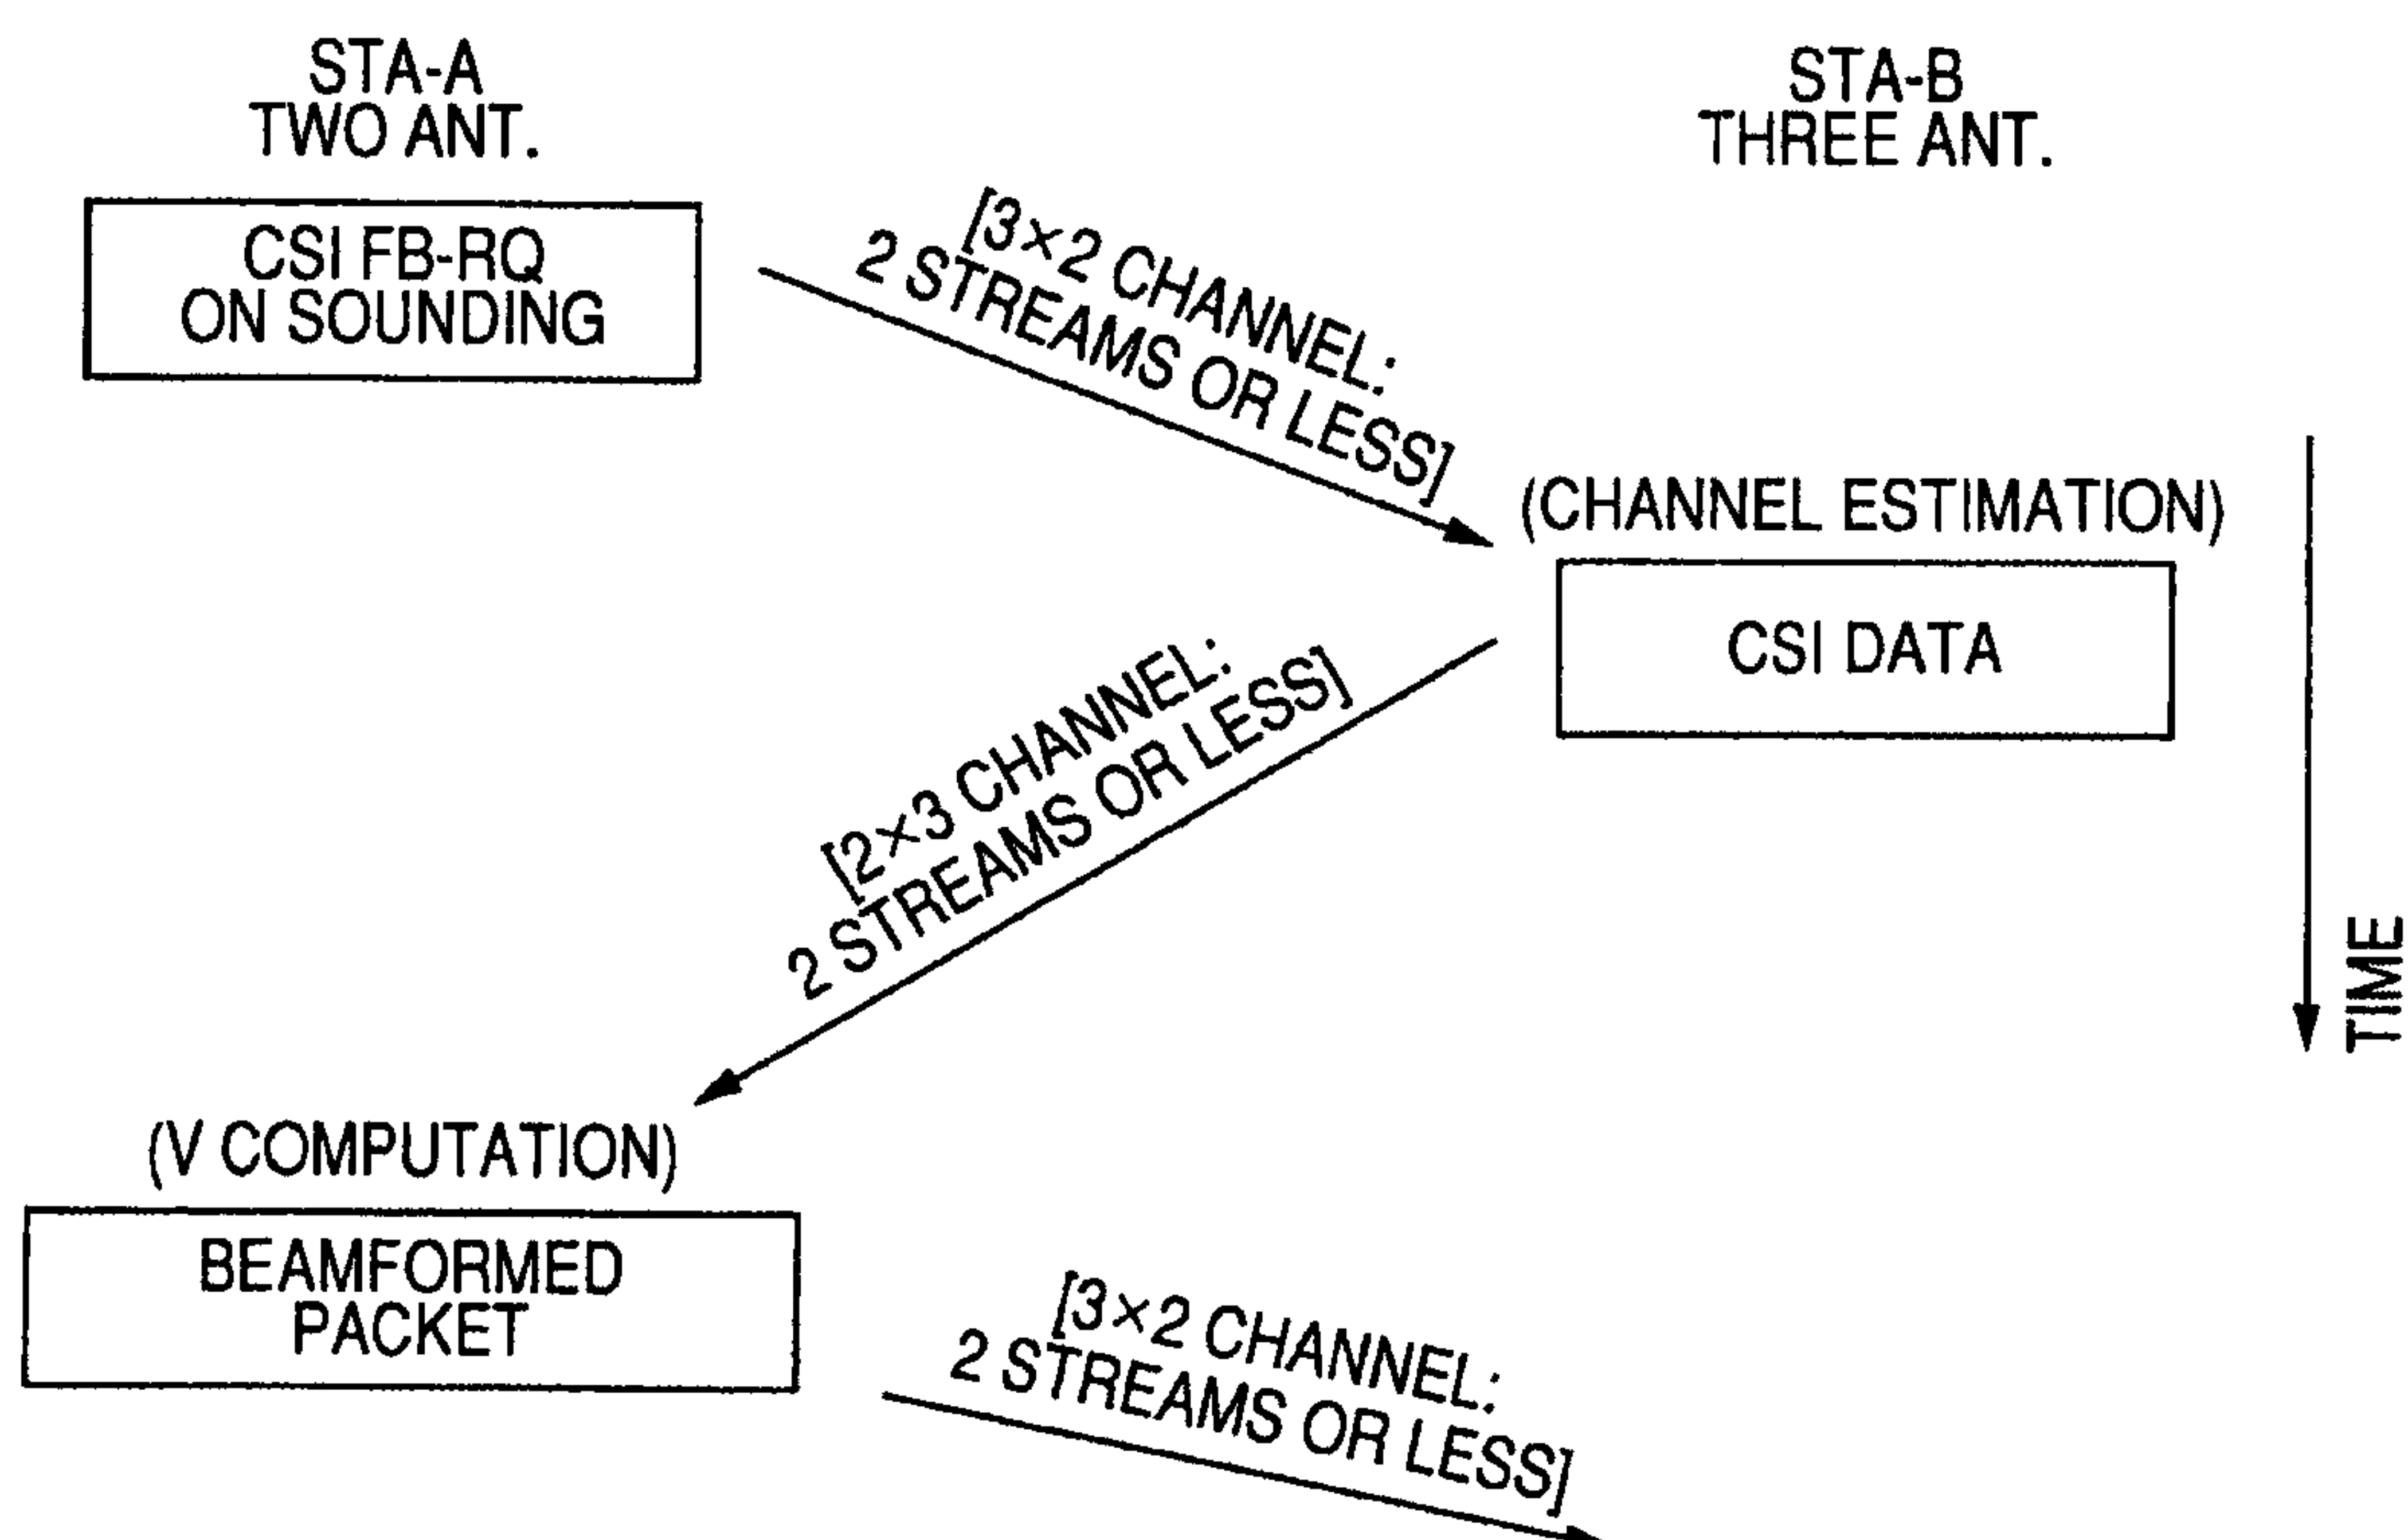 STA-A
TWO ANT.
STA-B
THREE ANT.
CSI FB-RQ
ON SOUNDING
[3×2 CHANNEL:
2 STREAMS OR LESS]
(CHANNEL ESTIMATION)
CSI DATA
[2×3 CHANNEL:
2 STREAMS OR LESS]
TIME
(V COMPUTATION)
BEAMFORMED
PACKET
[3×2 CHANNEL:
2 STREAMS OR LESS]